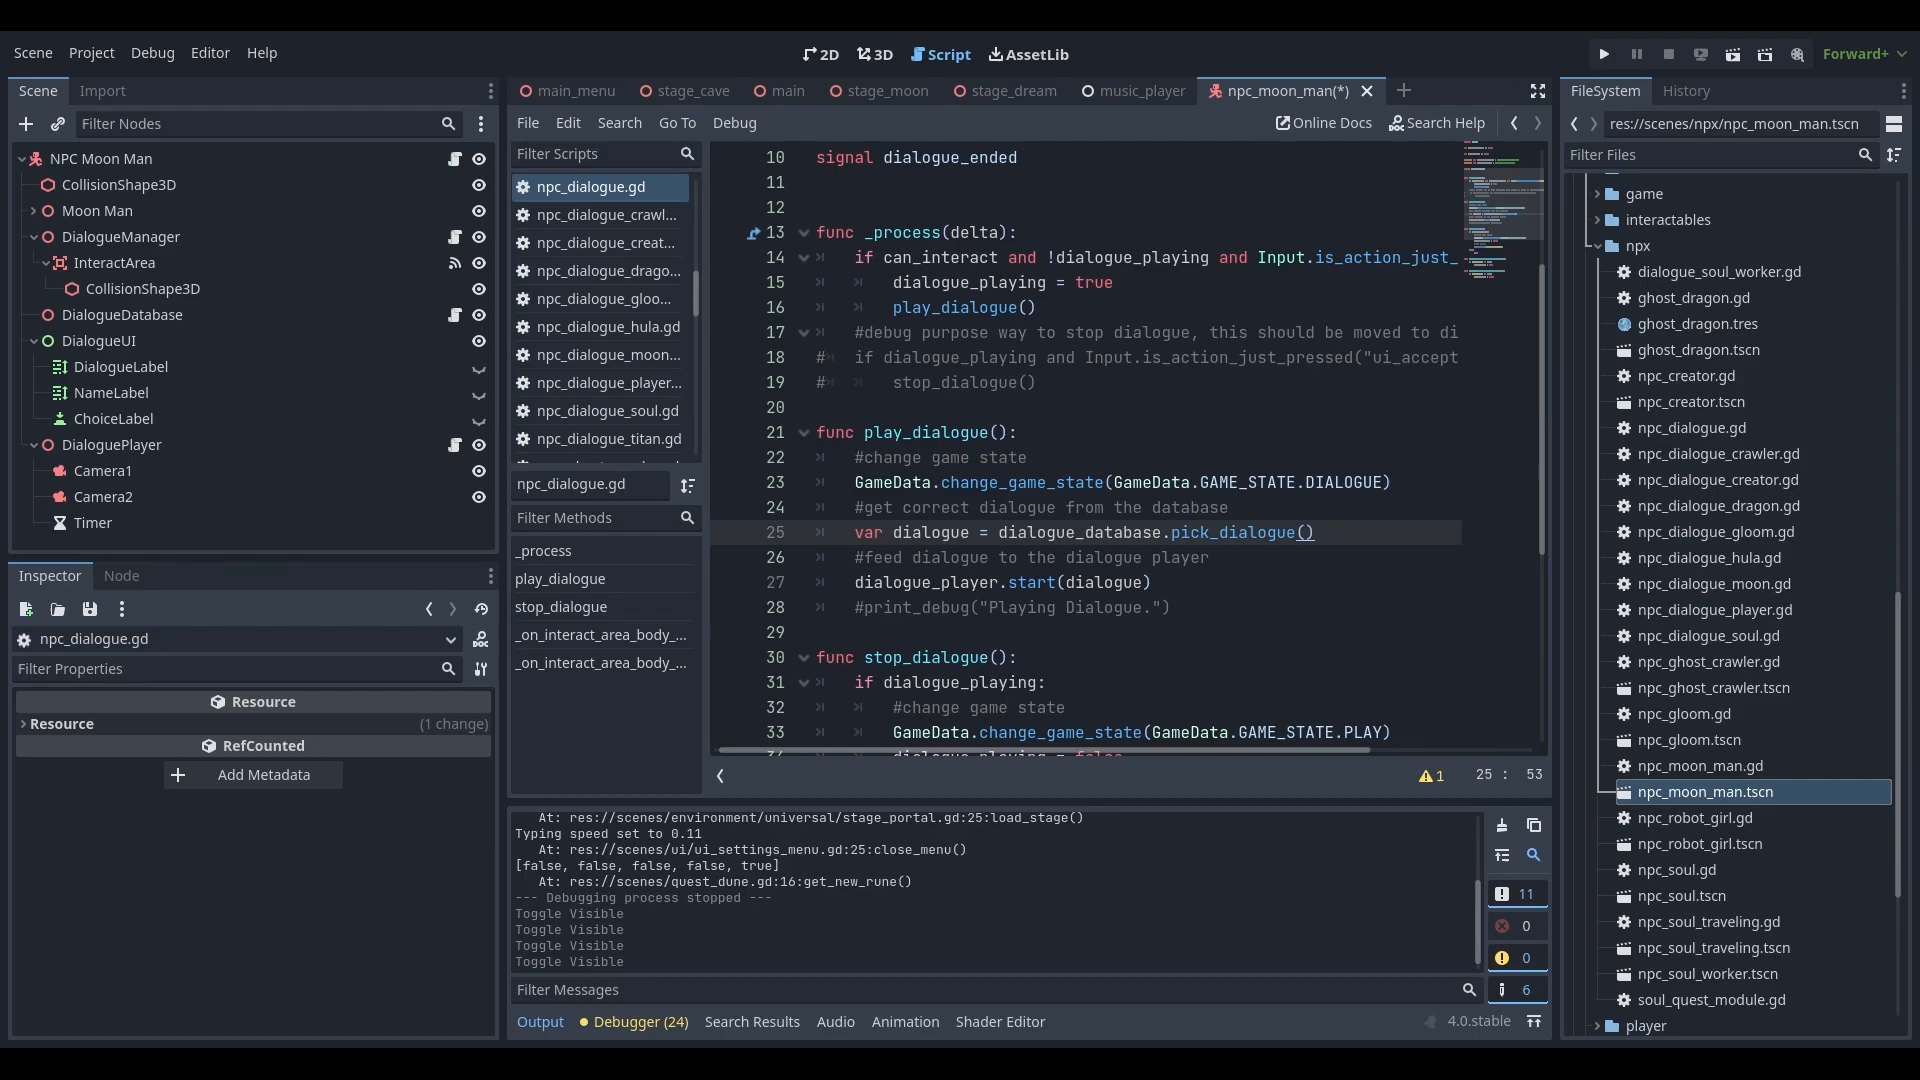 Scene Project Debug Editor Help
2D 3D Script AssetLib
Forward+
Scene Import
Filter Nodes
NPC Moon Man
CollisionShape3D
Moon Man
DialogueManager
InteractArea
CollisionShape3D
DialogueDatabase
DialogueUI
DialogueLabel
NameLabel
ChoiceLabel
DialoguePlayer
Camera1
Camera2
Timer
Inspector Node
npc_dialogue.gd
Filter Properties
Resource
Resource (1 change)
RefCounted
Add Metadata
main_menu stage_cave main stage_moon stage_dream music_player npc_moon_man(*)
File Edit Search Go To Debug Online Docs Search Help
Filter Scripts
npc_dialogue.gd
npc_dialogue_crawl...
npc_dialogue_creat...
npc_dialogue_drago...
npc_dialogue_gloo...
npc_dialogue_hula.gd
npc_dialogue_moon...
npc_dialogue_player...
npc_dialogue_soul.gd
npc_dialogue_titan.gd
npc_dialogue.gd
Filter Methods
_process
play_dialogue
stop_dialogue
_on_interact_area_body_...
_on_interact_area_body_...
10 signal dialogue_ended
11
12
13 func _process(delta):
14 if can_interact and !dialogue_playing and Input.is_action_just_
15 dialogue_playing = true
16 play_dialogue()
17 #debug purpose way to stop dialogue, this should be moved to di
18 # if dialogue_playing and Input.is_action_just_pressed("ui_accept
19 # stop_dialogue()
20
21 func play_dialogue():
22 #change game state
23 GameData.change_game_state(GameData.GAME_STATE.DIALOGUE)
24 #get correct dialogue from the database
25 var dialogue = dialogue_database.pick_dialogue()
26 #feed dialogue to the dialogue player
27 dialogue_player.start(dialogue)
28 #print_debug("Playing Dialogue.")
29
30 func stop_dialogue():
31 if dialogue_playing:
32 #change game state
33 GameData.change_game_state(GameData.GAME_STATE.PLAY)
1 25 : 53
At: res://scenes/environment/universal/stage_portal.gd:25:load_stage()
Typing speed set to 0.11
At: res://scenes/ui/ui_settings_menu.gd:25:close_menu()
[false, false, false, false, true]
At: res://scenes/quest_dune.gd:16:get_new_rune()
--- Debugging process stopped ---
Toggle Visible
Toggle Visible
Toggle Visible
Toggle Visible
11
0
0
6
Filter Messages
Output Debugger (24) Search Results Audio Animation Shader Editor 4.0.stable
FileSystem History
res://scenes/npx/npc_moon_man.tscn
Filter Files
game
interactables
npx
dialogue_soul_worker.gd
ghost_dragon.gd
ghost_dragon.tres
ghost_dragon.tscn
npc_creator.gd
npc_creator.tscn
npc_dialogue.gd
npc_dialogue_crawler.gd
npc_dialogue_creator.gd
npc_dialogue_dragon.gd
npc_dialogue_gloom.gd
npc_dialogue_hula.gd
npc_dialogue_moon.gd
npc_dialogue_player.gd
npc_dialogue_soul.gd
npc_ghost_crawler.gd
npc_ghost_crawler.tscn
npc_gloom.gd
npc_gloom.tscn
npc_moon_man.gd
npc_moon_man.tscn
npc_robot_girl.gd
npc_robot_girl.tscn
npc_soul.gd
npc_soul.tscn
npc_soul_traveling.gd
npc_soul_traveling.tscn
npc_soul_worker.tscn
soul_quest_module.gd
player